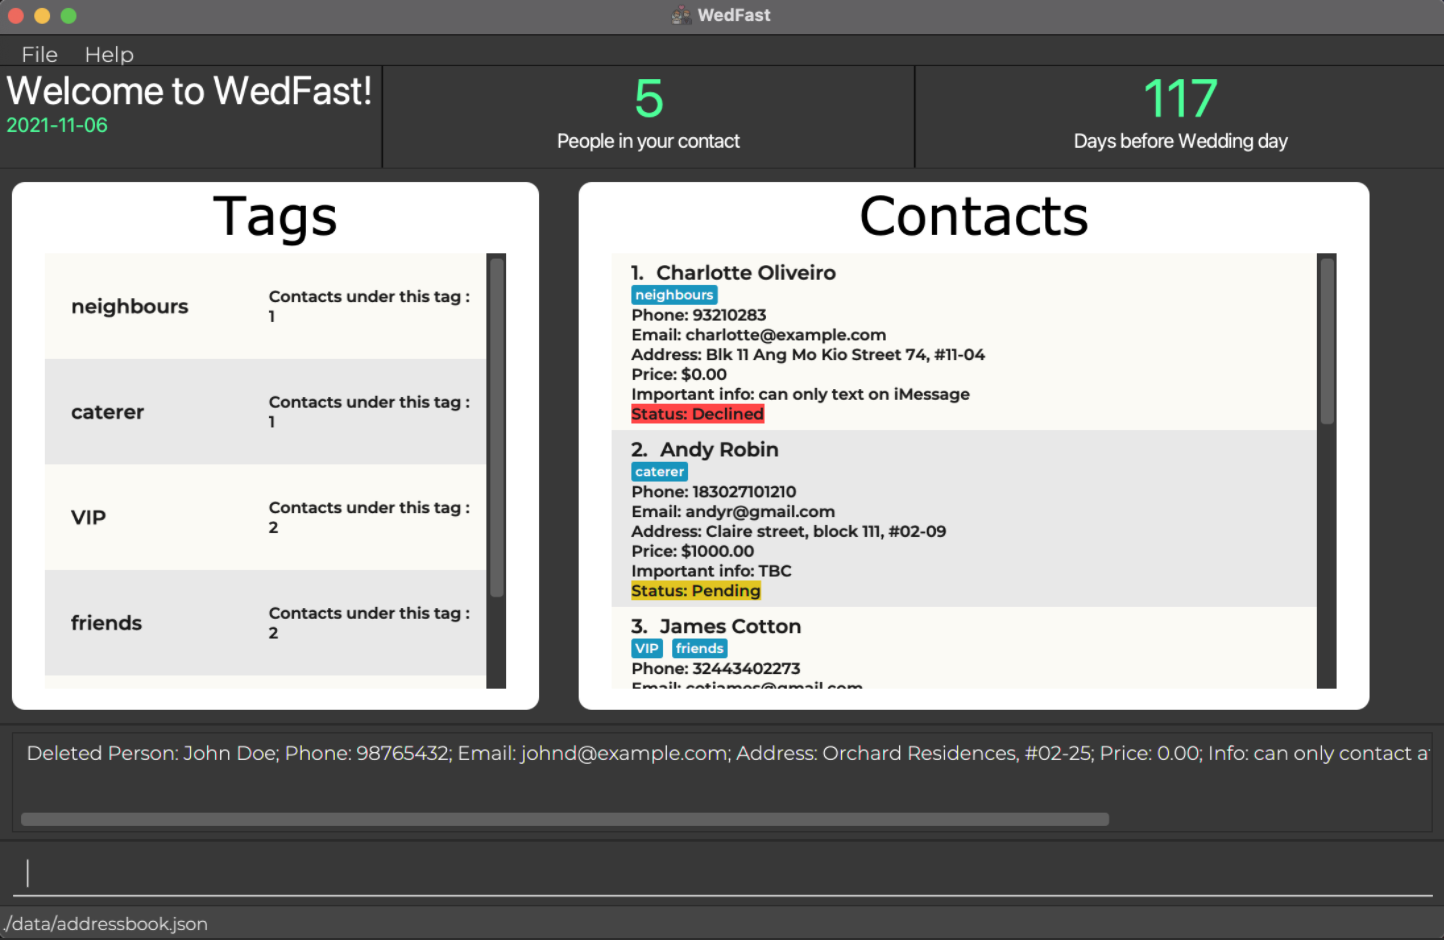 WedFast
File Help
Welcome to WedFast!
2021-11-06
5
People in your contact
117
Days before Wedding day
Tags
neighbours
Contacts under this tag :
1
caterer
Contacts under this tag :
1
VIP
Contacts under this tag :
2
friends
Contacts under this tag :
2
Contacts
1. Charlotte Oliveiro
neighbours
Phone: 93210283
Email: charlotte@example.com
Address: Blk 11 Ang Mo Kio Street 74, #11-04
Price: $0.00
Important info: can only text on iMessage
Status: Declined
2. Andy Robin
caterer
Phone: 183027101210
Email: andyr@gmail.com
Address: Claire street, block 111, #02-09
Price: $1000.00
Important info: TBC
Status: Pending
3. James Cotton
VIP friends
Phone: 32443402273
Email: cotjames@gmail.com
Deleted Person: John Doe; Phone: 98765432; Email: johnd@example.com; Address: Orchard Residences, #02-25; Price: 0.00; Info: can only contact
./data/addressbook.json